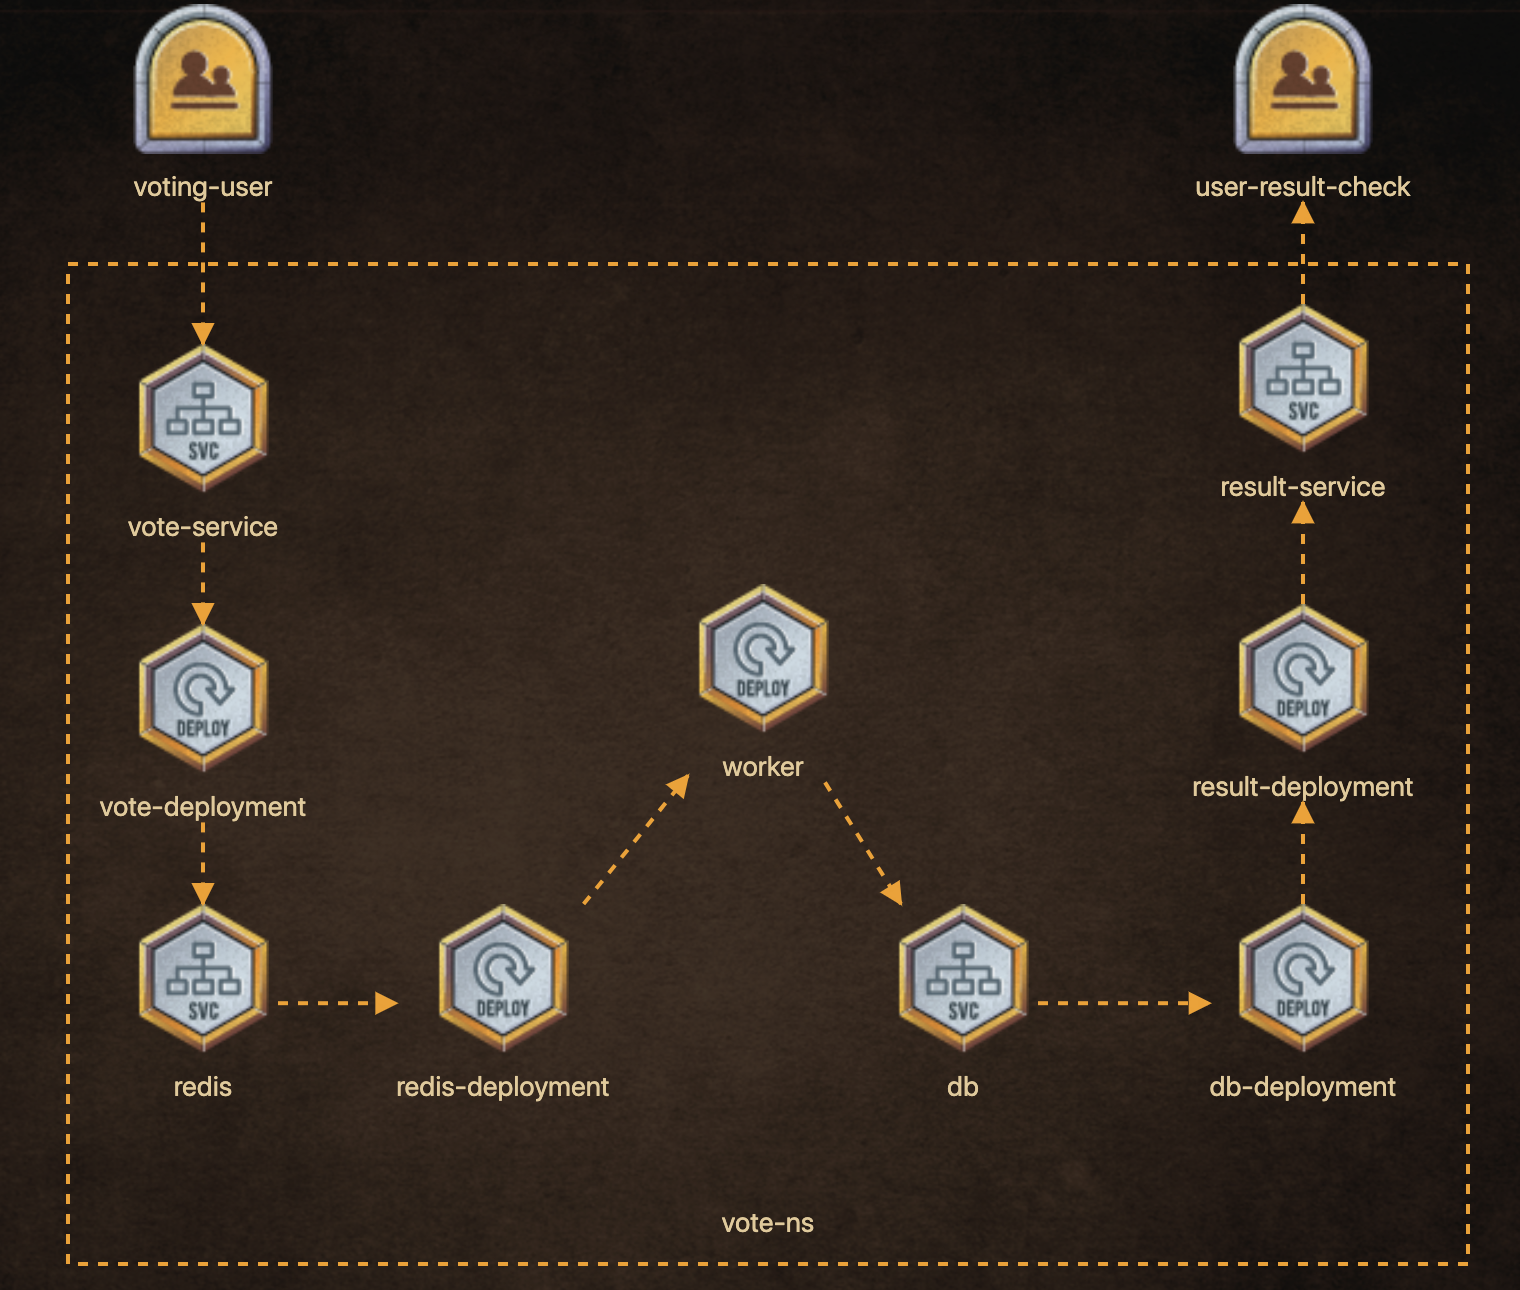 voting-user
user-result-check
SVC
result-service
SVC
vote-service
DEPLOY
worker
DEPLOY
result-deployment
DEPLOY
vote-deployment
SVC
redis
DEPLOY
redis-deployment
SVC
db
DEPLOY
db-deployment
vote-ns